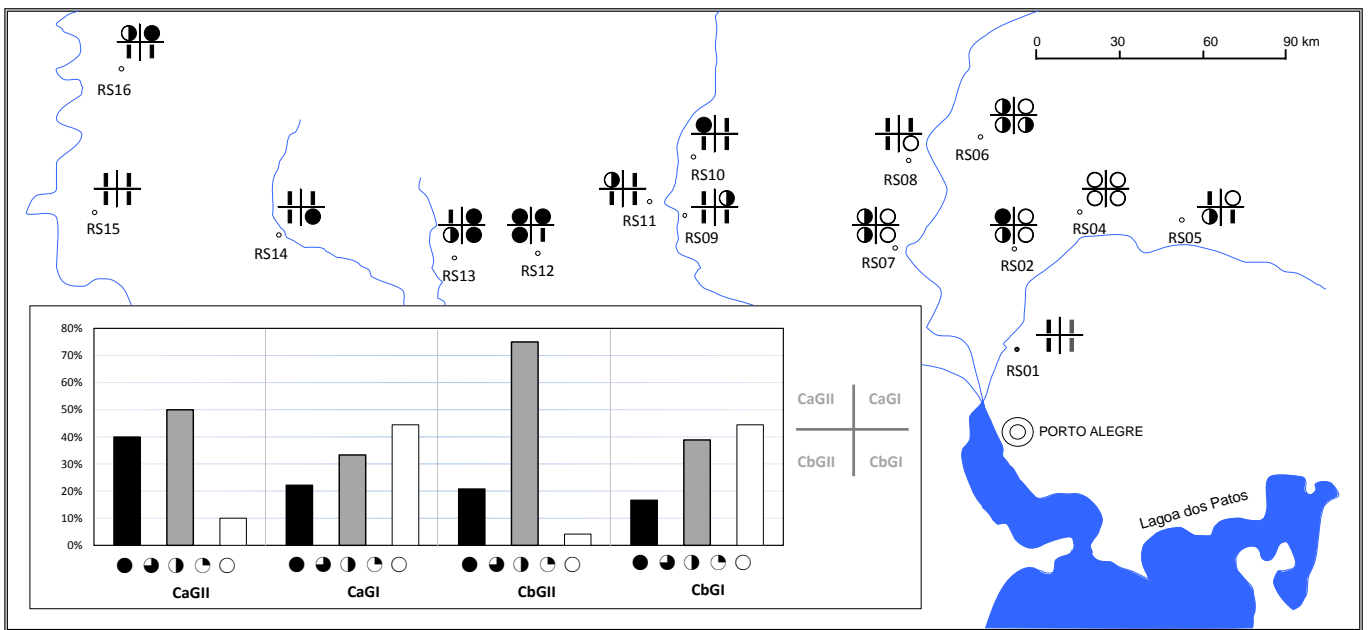 0 30 60 90 km
RS16
RS10
RS08
RS06
RS15
RS14
RS13
RS12
RS11
RS09
RS07
RS02
RS04
RS05
RS01
80%
70%
60%
50%
40%
30%
20%
10%
0%
CaGII CaGI CbGII CbGI
CaGII CaGI
CbGII CbGI
PORTO ALEGRE
Lagoa dos Patos